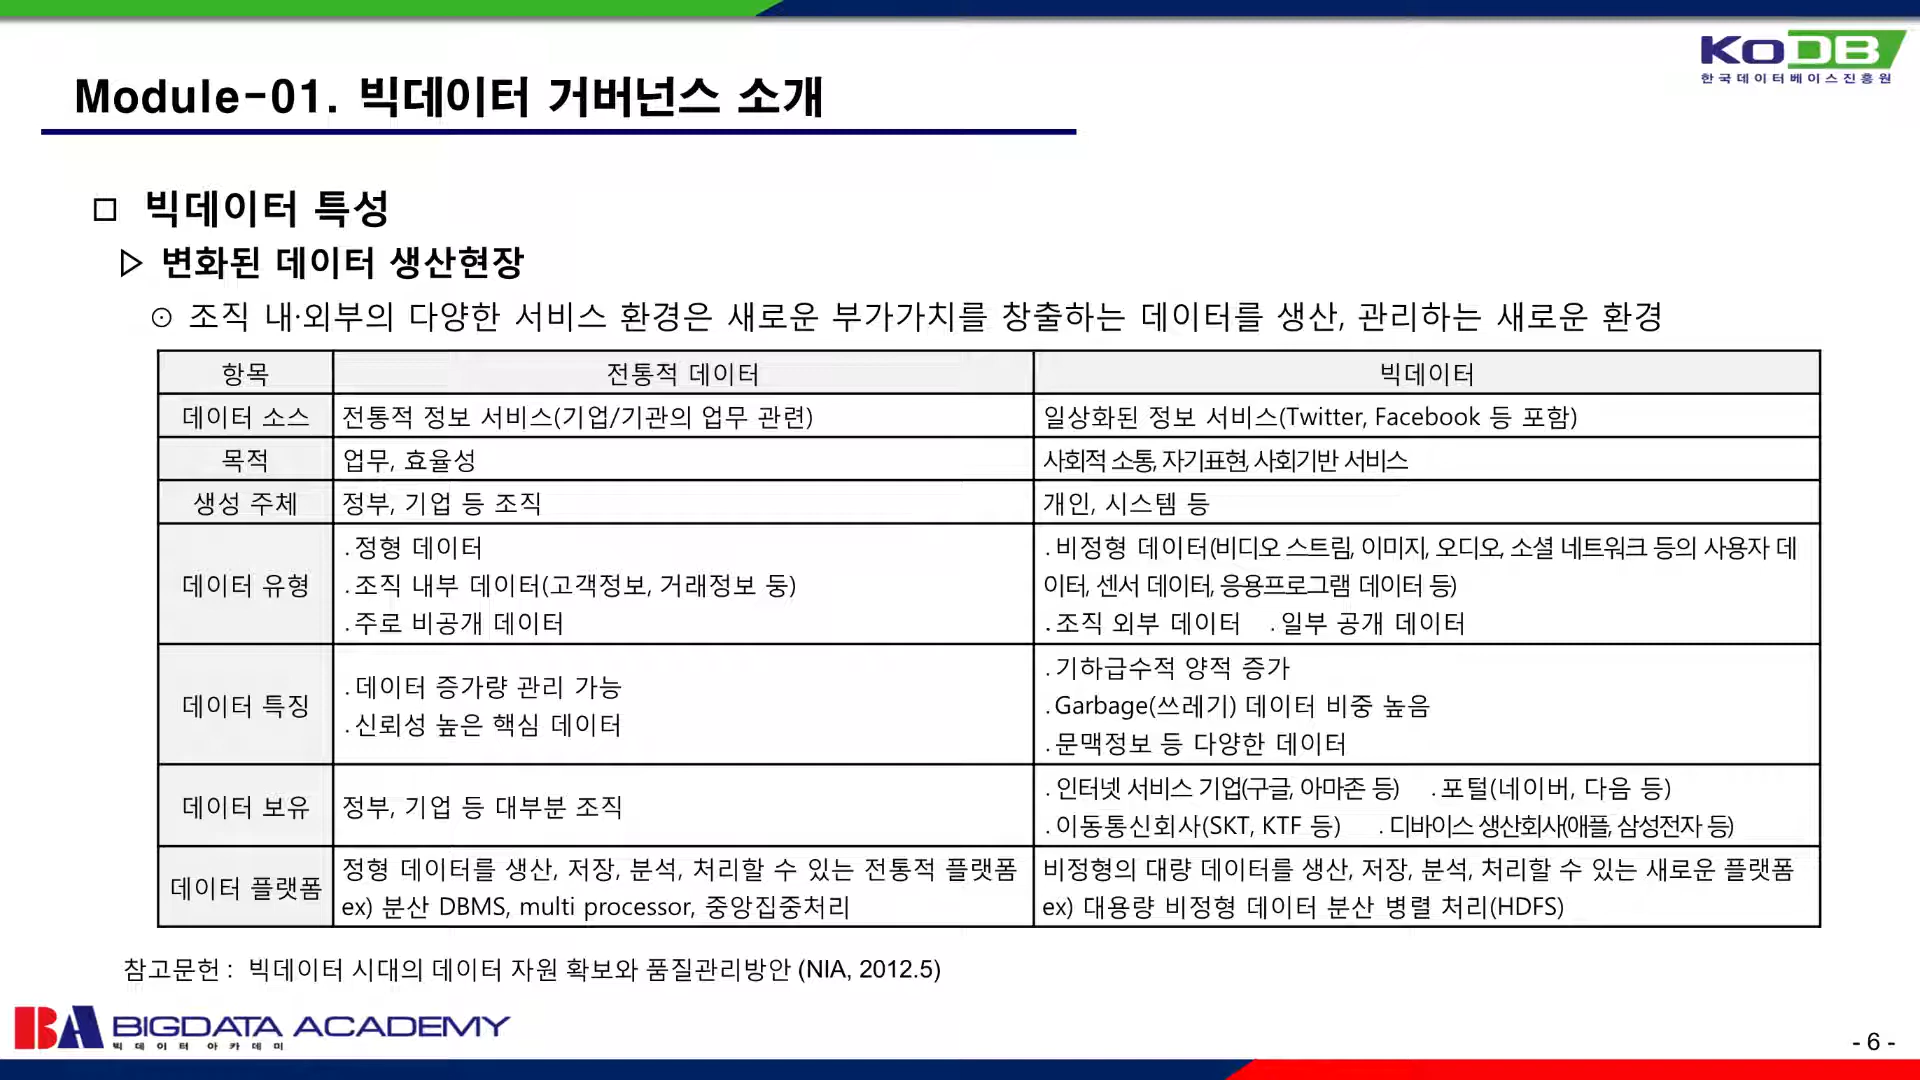 KoDB
한국데이터베이스진흥원
Module-01. 빅데이터 거버넌스 소개
□ 빅데이터 특성
▷ 변화된 데이터 생산현장
⊙ 조직 내·외부의 다양한 서비스 환경은 새로운 부가가치를 창출하는 데이터를 생산, 관리하는 새로운 환경
항목 전통적 데이터 빅데이터
데이터 소스 전통적 정보 서비스(기업/기관의 업무 관련) 일상화된 정보 서비스(Twitter, Facebook 등 포함)
목적 업무, 효율성 사회적 소통, 자기표현, 사회기반 서비스
생성 주체 정부, 기업 등 조직 개인, 시스템 등
데이터 유형
. 정형 데이터
. 조직 내부 데이터(고객정보, 거래정보 둥)
. 주로 비공개 데이터
. 비정형 데이터(비디오 스트림, 이미지, 오디오, 소셜 네트워크 등의 사용자 데
이터, 센서 데이터, 응용프로그램 데이터 등)
. 조직 외부 데이터 . 일부 공개 데이터
데이터 특징
. 데이터 증가량 관리 가능
. 신뢰성 높은 핵심 데이터
. 기하급수적 양적 증가
. Garbage(쓰레기) 데이터 비중 높음
. 문맥정보 등 다양한 데이터
데이터 보유
정부, 기업 등 대부분 조직
. 인터넷 서비스 기업(구글, 아마존 등) . 포털(네이버, 다음 등)
. 이동통신회사(SKT, KTF 등) . 디바이스 생산회사(애플, 삼성전자 등)
데이터 플랫폼
정형 데이터를 생산, 저장, 분석, 처리할 수 있는 전통적 플랫폼
ex) 분산 DBMS, multi processor, 중앙집중처리
비정형의 대량 데이터를 생산, 저장, 분석, 처리할 수 있는 새로운 플랫폼
ex) 대용량 비정형 데이터 분산 병렬 처리(HDFS)
참고문헌 : 빅데이터 시대의 데이터 자원 확보와 품질관리방안 (NIA, 2012.5)
BA BIGDATA ACADEMY
빅데이터아카데미
- 6 -